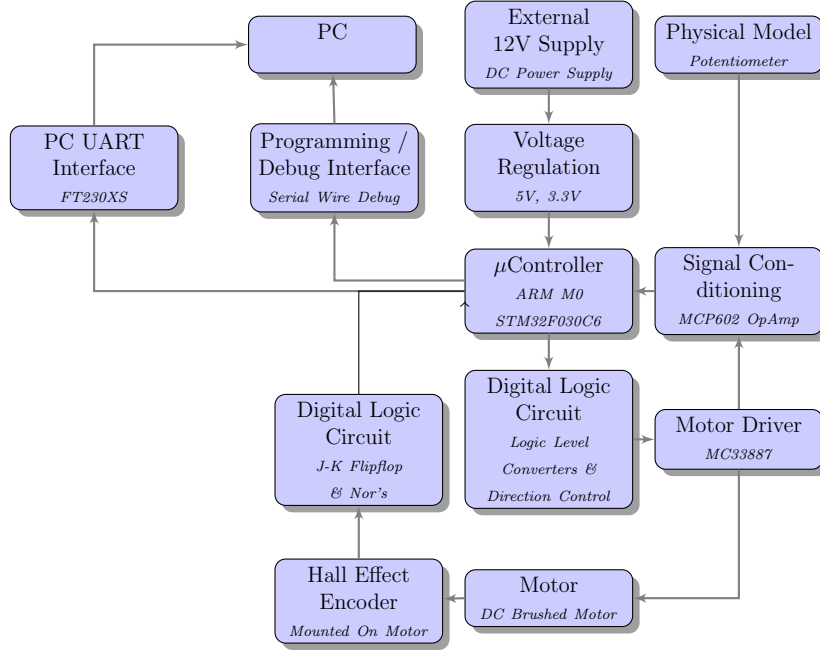 PC
External
12V Supply
DC Power Supply
Physical Model
Potentiometer
PC UART
Interface
FT230XS
Programming /
Debug Interface
Serial Wire Debug
Voltage
Regulation
5V, 3.3V
μController
ARM M0
STM32F030C6
Signal Con-
ditioning
MCP602 OpAmp
Digital Logic
Circuit
J-K Flipflop
& Nor's
Digital Logic
Circuit
Logic Level
Converters &
Direction Control
Motor Driver
MC33887
Hall Effect
Encoder
Mounted On Motor
Motor
DC Brushed Motor